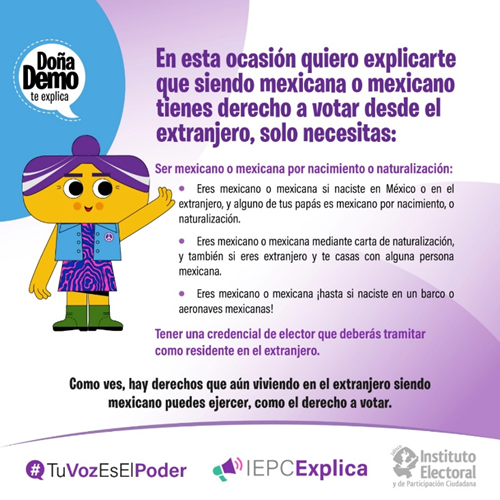 Doña
Demo
te explica
En esta ocasión quiero explicarte
que siendo mexicana o mexicano
tienes derecho a votar desde el
extranjero, solo necesitas:
Ser mexicano o mexicana por nacimiento o naturalización:
• Eres mexicano o mexicana si naciste en México o en el
extranjero, y alguno de tus papás es mexicano por nacimiento, o
naturalización.
• Eres mexicano o mexicana mediante carta de naturalización,
y también si eres extranjero y te casas con alguna persona
mexicana.
• Eres mexicano o mexicana ¡hasta si naciste en un barco o
aeronaves mexicanas!
Tener una credencial de elector que deberás tramitar
como residente en el extranjero.
Como ves, hay derechos que aún viviendo en el extranjero siendo
mexicano puedes ejercer, como el derecho a votar.
#TuVozEsElPoder
IEPCExplica
Instituto
Electoral
y de Participación Ciudadana